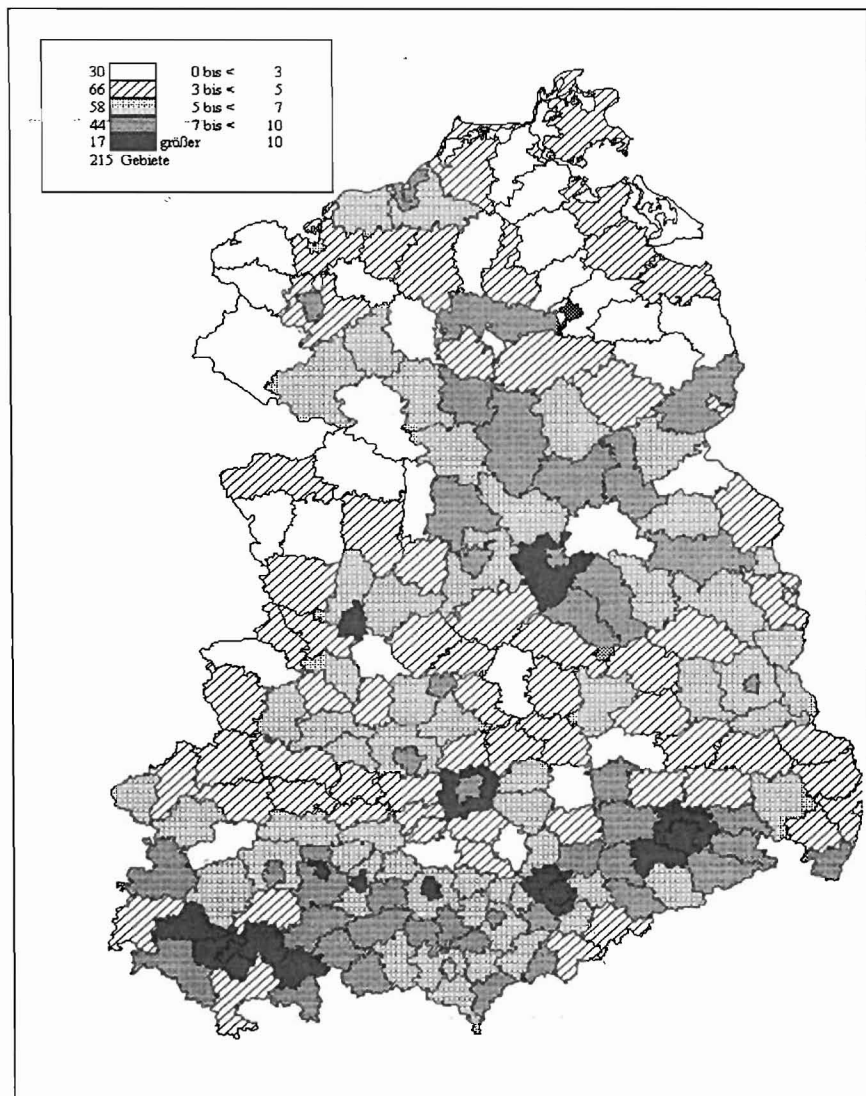 30 0 bis < 3
66 3 bis < 5
58 5 bis < 7
44 7 bis < 10
17 größer 10
215 Gebiete